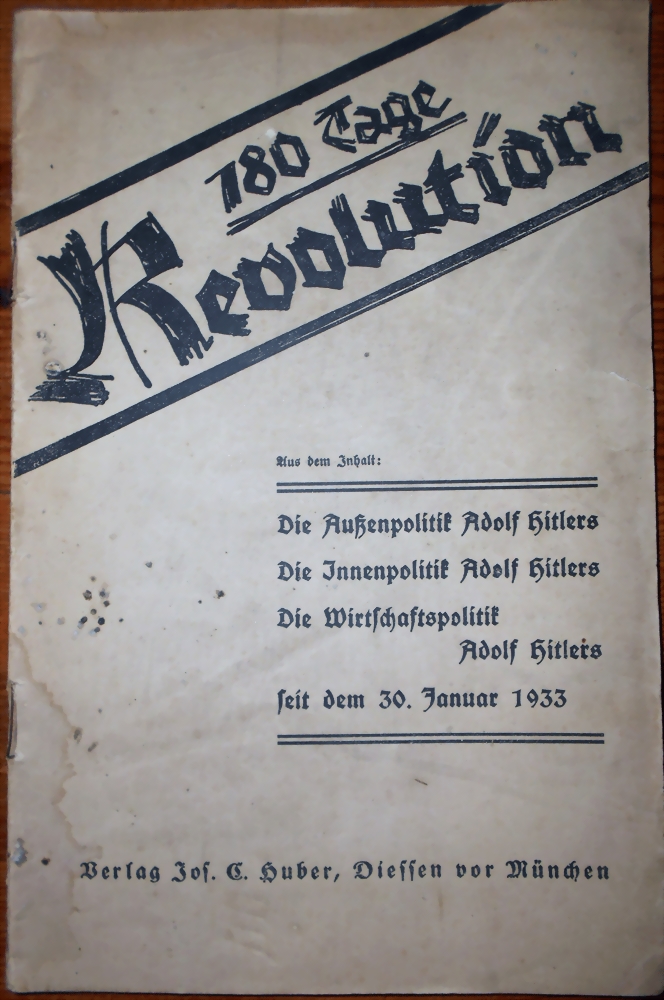 180 Tage
Revolution
Aus dem Inhalt:
Die Außenpolitik Adolf Hitlers
Die Innenpolitik Adolf Hitlers
Die Wirtschaftspolitik
Adolf Hitlers
seit dem 30. Januar 1933
Verlag Jos. C. Huber, Diessen vor München